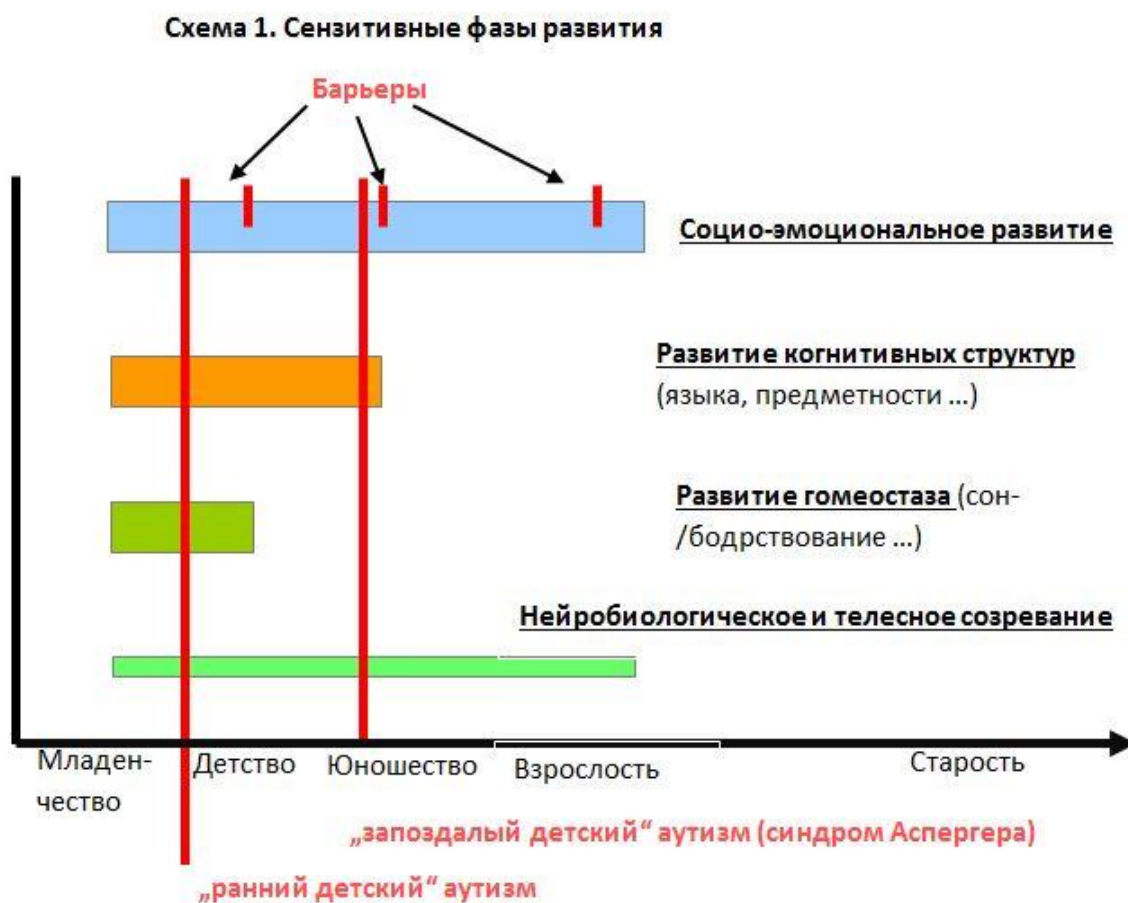 Схема 1. Сензитивные фазы развития
Барьеры
Социо-эмоциональное развитие
Развитие когнитивных структур
(языка, предметности ...)
Развитие гомеостаза (сон-
/бодрствование ...)
Нейробиологическое и телесное созревание
Младен-
чество
Детство
Юношество
Взрослость
Старость
„запоздалый детский“ аутизм (синдром Аспергера)
„ранний детский“ аутизм